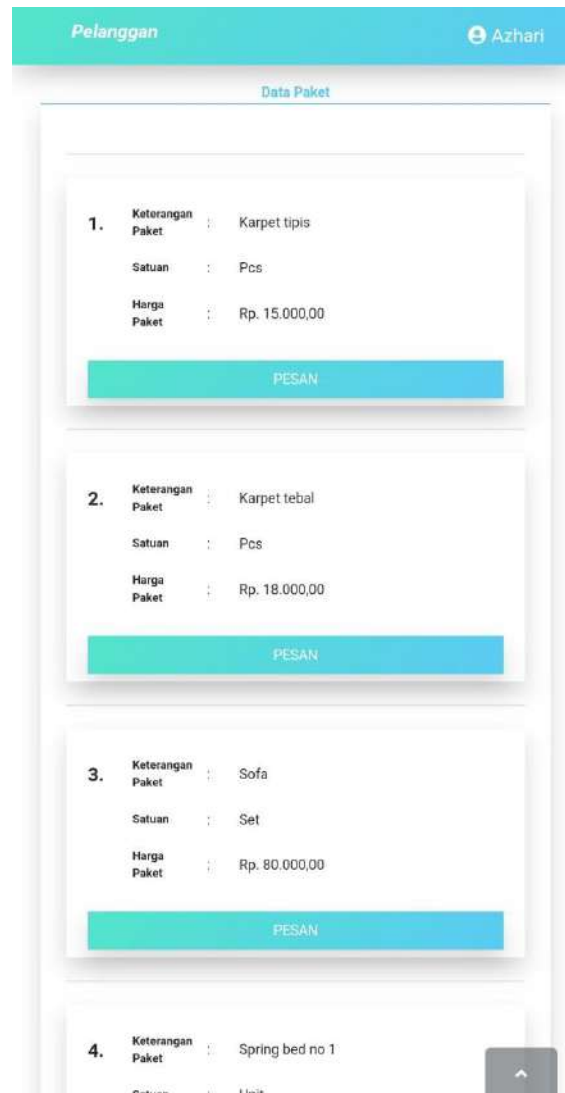 Pelanggan
Azhari
Data Paket
1.
Keterangan Paket : Karpet tipis
Satuan : Pcs
Harga Paket : Rp. 15.000,00
PESAN
2.
Keterangan Paket : Karpet tebal
Satuan : Pcs
Harga Paket : Rp. 18.000,00
PESAN
3.
Keterangan Paket : Sofa
Satuan : Set
Harga Paket : Rp. 80.000,00
PESAN
4.
Keterangan Paket : Spring bed no 1
Satuan : Unit